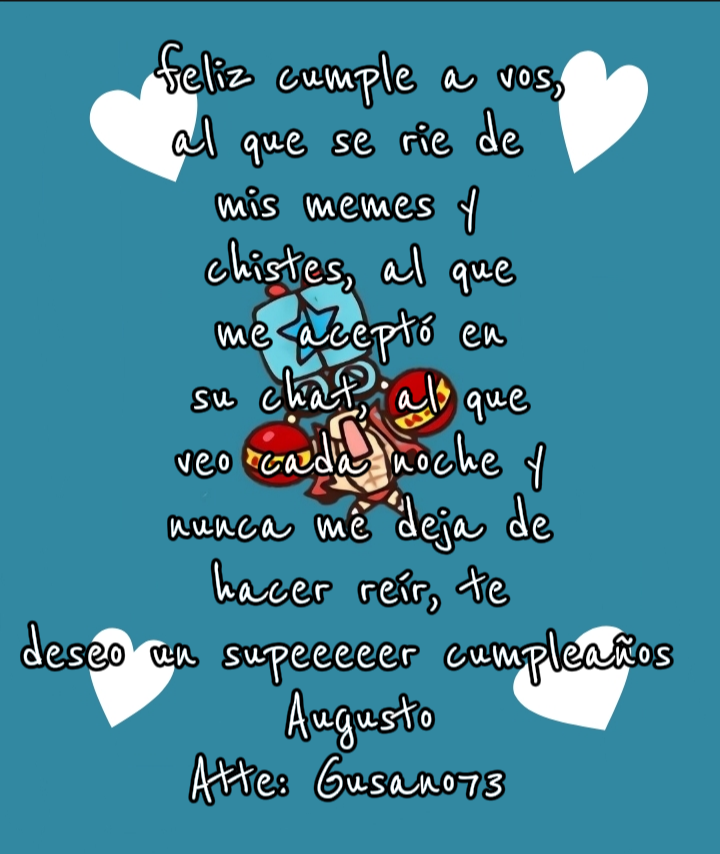 feliz cumple a vos,
al que se rie de
mis memes y
chistes, al que
me aceptó en
su chat, al que
veo cada noche y
nunca me deja de
hacer reír, te
deseo un supeeeeer cumpleaños
Augusto
Atte: Gusano73